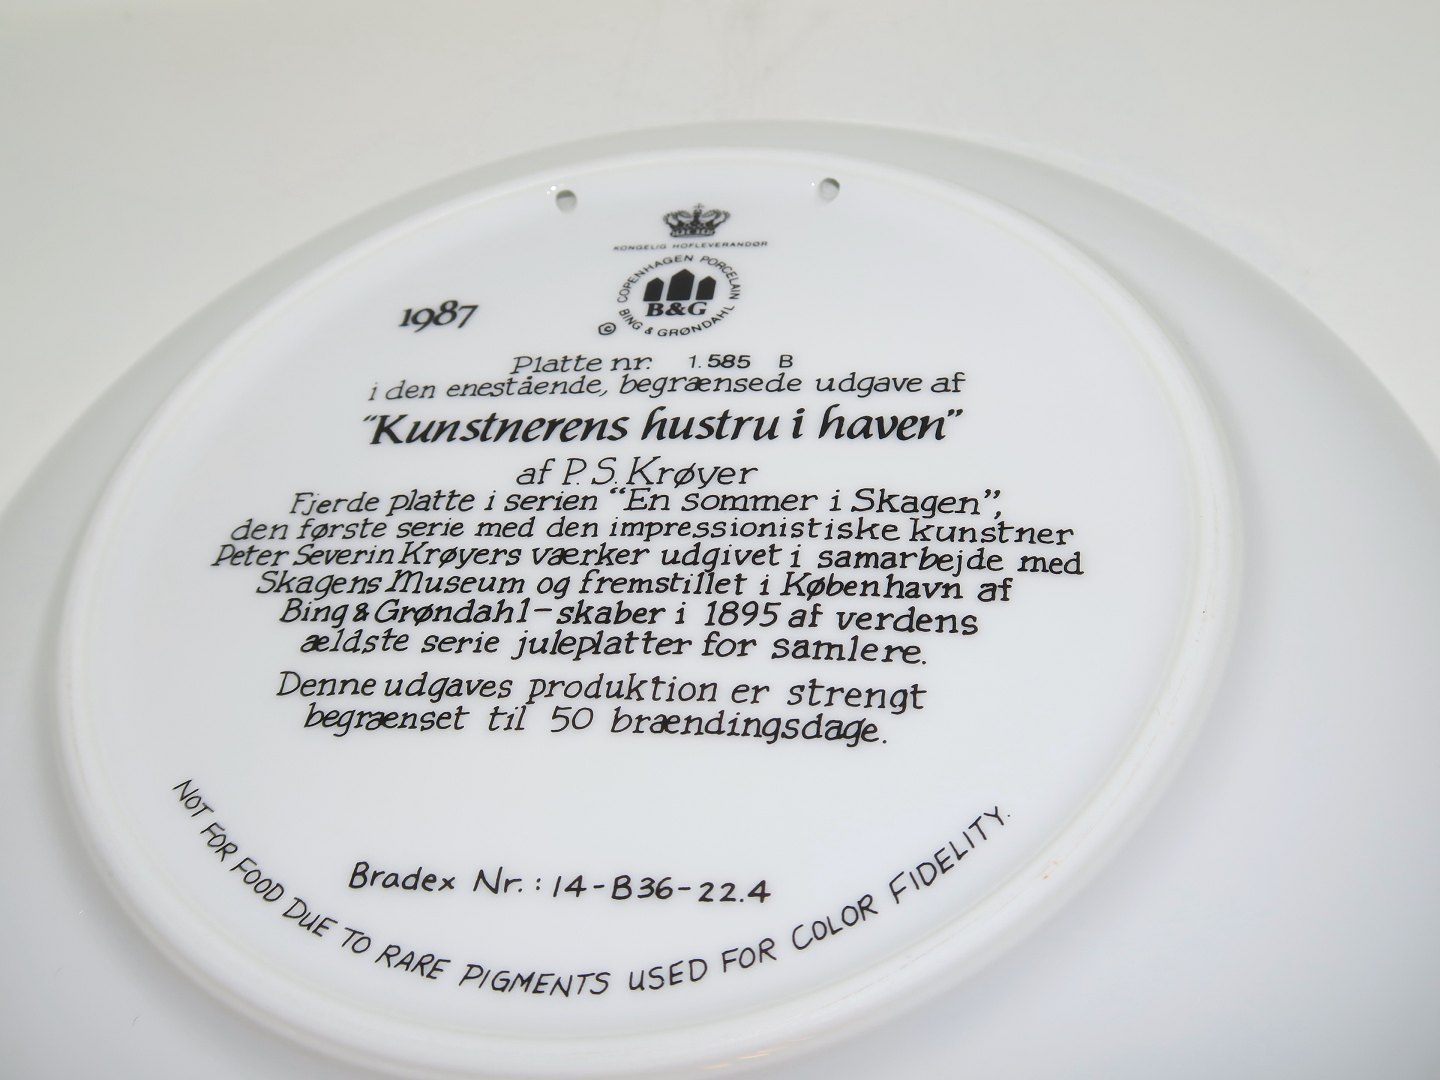 KONGELIG HOFLEVERANDØR
COPENHAGEN PORCELAIN
B&G
© BING & GRØNDAHL
1987
Platte nr. 1.585 B
i den enestående, begrænsede udgave af
“Kunstnerens hustru i haven”
af P. S. Krøyer
Fjerde platte i serien “En sommer i Skagen”,
den første serie med den impressionistiske kunstner
Peter Severin Krøyers værker udgivet i samarbejde med
Skagens Museum og fremstillet i København af
Bing & Grøndahl – skaber i 1895 af verdens
ældste serie juleplatter for samlere.
Denne udgaves produktion er strengt
begrænset til 50 brændingsdage.
Bradex Nr.: 14-B36-22.4
NOT FOR FOOD DUE TO RARE PIGMENTS USED FOR COLOR FIDELITY.